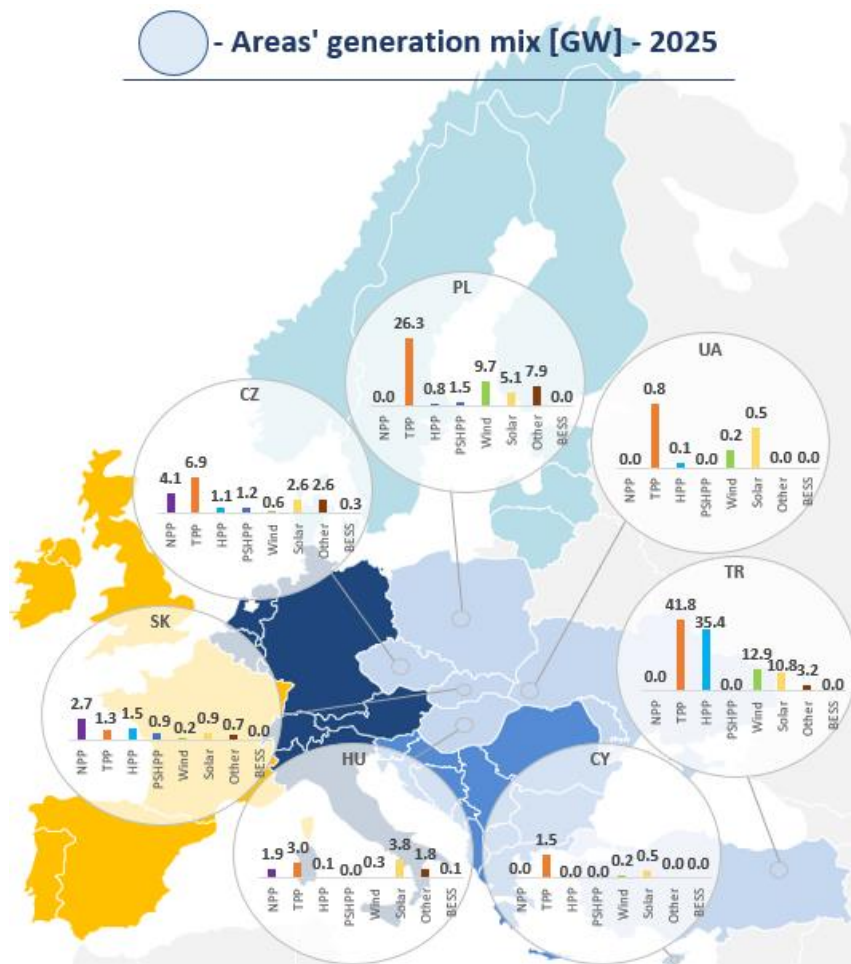 - Areas' generation mix [GW] - 2025
PL
26.3
9.7
7.9
5.1
0.0
0.8
1.5
0.0
NPP
TPP
HPP
PSHPP
Wind
Solar
Other
BESS
UA
0.8
0.5
0.0
0.1
0.0
0.2
0.0
0.0
NPP
TPP
HPP
PSHPP
Wind
Solar
Other
BESS
CZ
4.1
6.9
1.1
1.2
0.6
2.6
2.6
0.3
NPP
TPP
HPP
PSHPP
Wind
Solar
Other
BESS
TR
41.8
35.4
0.0
0.0
12.9
10.8
3.2
0.0
NPP
TPP
HPP
PSHPP
Wind
Solar
Other
BESS
SK
2.7
1.3
1.5
0.9
0.2
0.9
0.7
0.0
NPP
TPP
HPP
PSHPP
Wind
Solar
Other
BESS
HU
1.9
3.0
0.1
0.0
0.3
3.8
1.8
0.1
NPP
TPP
HPP
PSHPP
Wind
Solar
Other
BESS
CY
0.0
1.5
0.0
0.0
0.2
0.5
0.0
0.0
NPP
TPP
HPP
PSHPP
Wind
Solar
Other
BESS